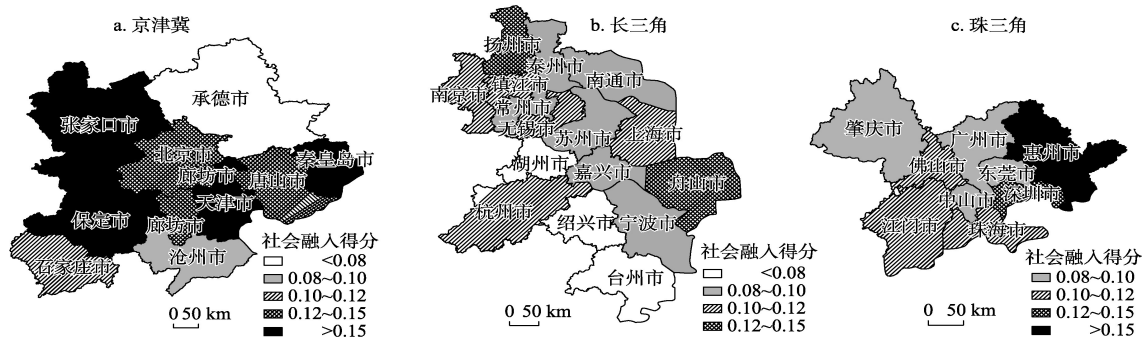 a. 京津冀
承德市
张家口市
北京市
秦皇岛市
廊坊市
唐山市
天津市
保定市
廊坊市
沧州市
石家庄市
社会融入得分
<0.08
0.08~0.10
0.10~0.12
0.12~0.15
>0.15
0 50 km
b. 长三角
扬州市
泰州市
南通市
镇江市
南京市
常州市
无锡市
苏州市
上海市
湖州市
嘉兴市
舟山市
杭州市
绍兴市
宁波市
台州市
社会融入得分
<0.08
0.08~0.10
0.10~0.12
0.12~0.15
0 50 km
c. 珠三角
肇庆市
广州市
惠州市
佛山市
东莞市
深圳市
中山市
江门市
珠海市
社会融入得分
0.08~0.10
0.10~0.12
0.12~0.15
>0.15
0 50 km